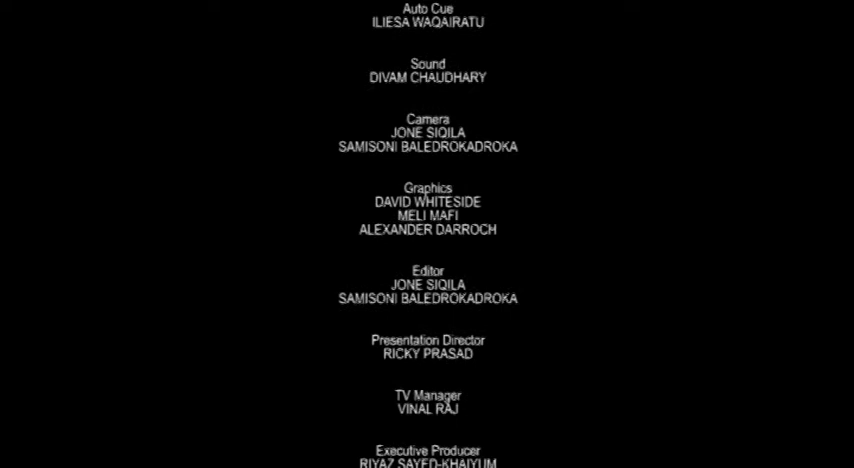 Auto Cue
ILIESA WAQAIRATU
Sound
DIVAM CHAUDHARY
Camera
JONE SIQILA
SAMISONI BALEDROKADROKA
Graphics
DAVID WHITESIDE
MELI MAFI
ALEXANDER DARROCH
Editor
JONE SIQILA
SAMISONI BALEDROKADROKA
Presentation Director
RICKY PRASAD
TV Manager
VINAL RAJ
Executive Producer
RIYAZ SAYED-KHAIYUM